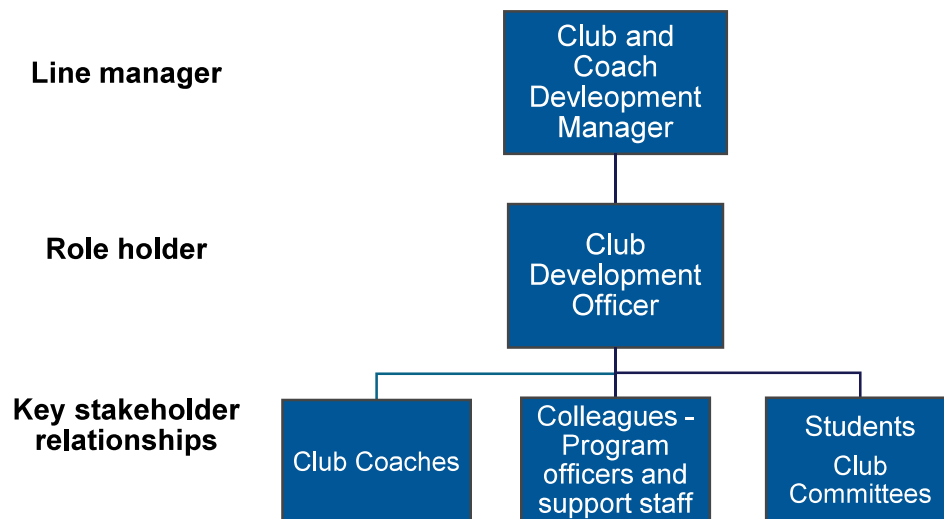 Line manager
Club and
Coach
Devleopment
Manager
Role holder
Club
Development
Officer
Key stakeholder
relationships
Club Coaches
Colleagues -
Program
officers and
support staff
Students
Club
Committees